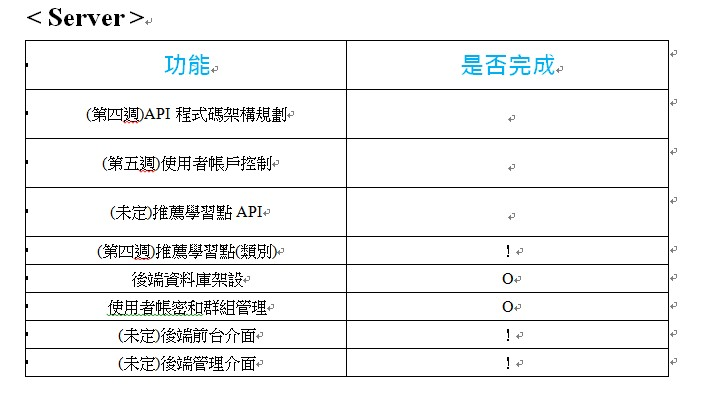 < Server >
功能 是否完成
(第四週)API 程式碼架構規劃
(第五週)使用者帳戶控制
(未定)推薦學習點 API
(第四週)推薦學習點(類別) !
後端資料庫架設 O
使用者帳密和群組管理 O
(未定)後端前台介面 !
(未定)後端管理介面 !